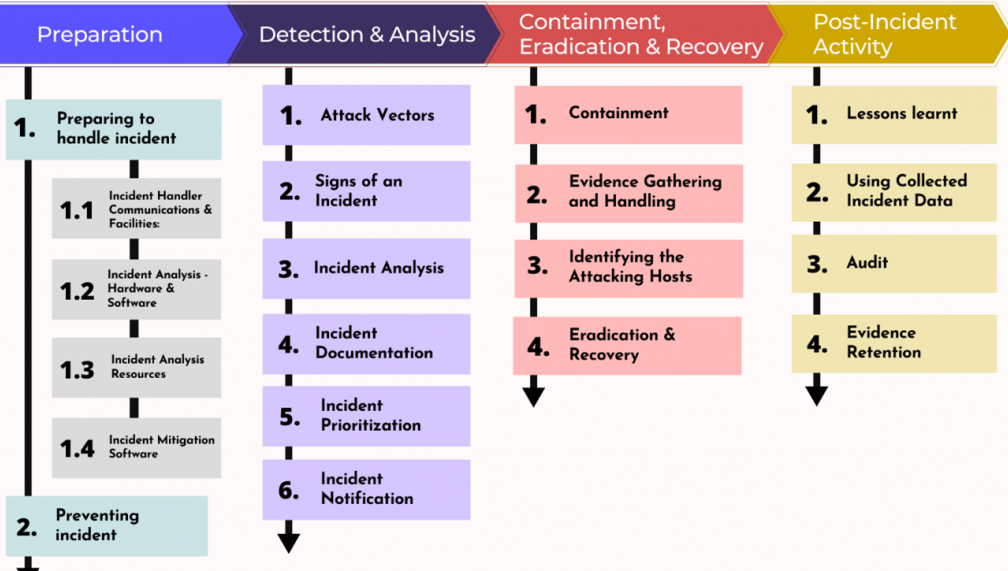 Preparation
Detection & Analysis
Containment,
Eradication & Recovery
Post-Incident
Activity
1. Preparing to
handle incident
1.1 Incident Handler
Communications &
Facilities:
1.2 Incident Analysis -
Hardware &
Software
1.3 Incident Analysis
Resources
1.4 Incident Mitigation
Software
2. Preventing
incident
1. Attack Vectors
2. Signs of an
Incident
3. Incident Analysis
4. Incident
Documentation
5. Incident
Prioritization
6. Incident
Notification
1. Containment
2. Evidence Gathering
and Handling
3. Identifying the
Attacking Hosts
4. Eradication &
Recovery
1. Lessons learnt
2. Using Collected
Incident Data
3. Audit
4. Evidence
Retention